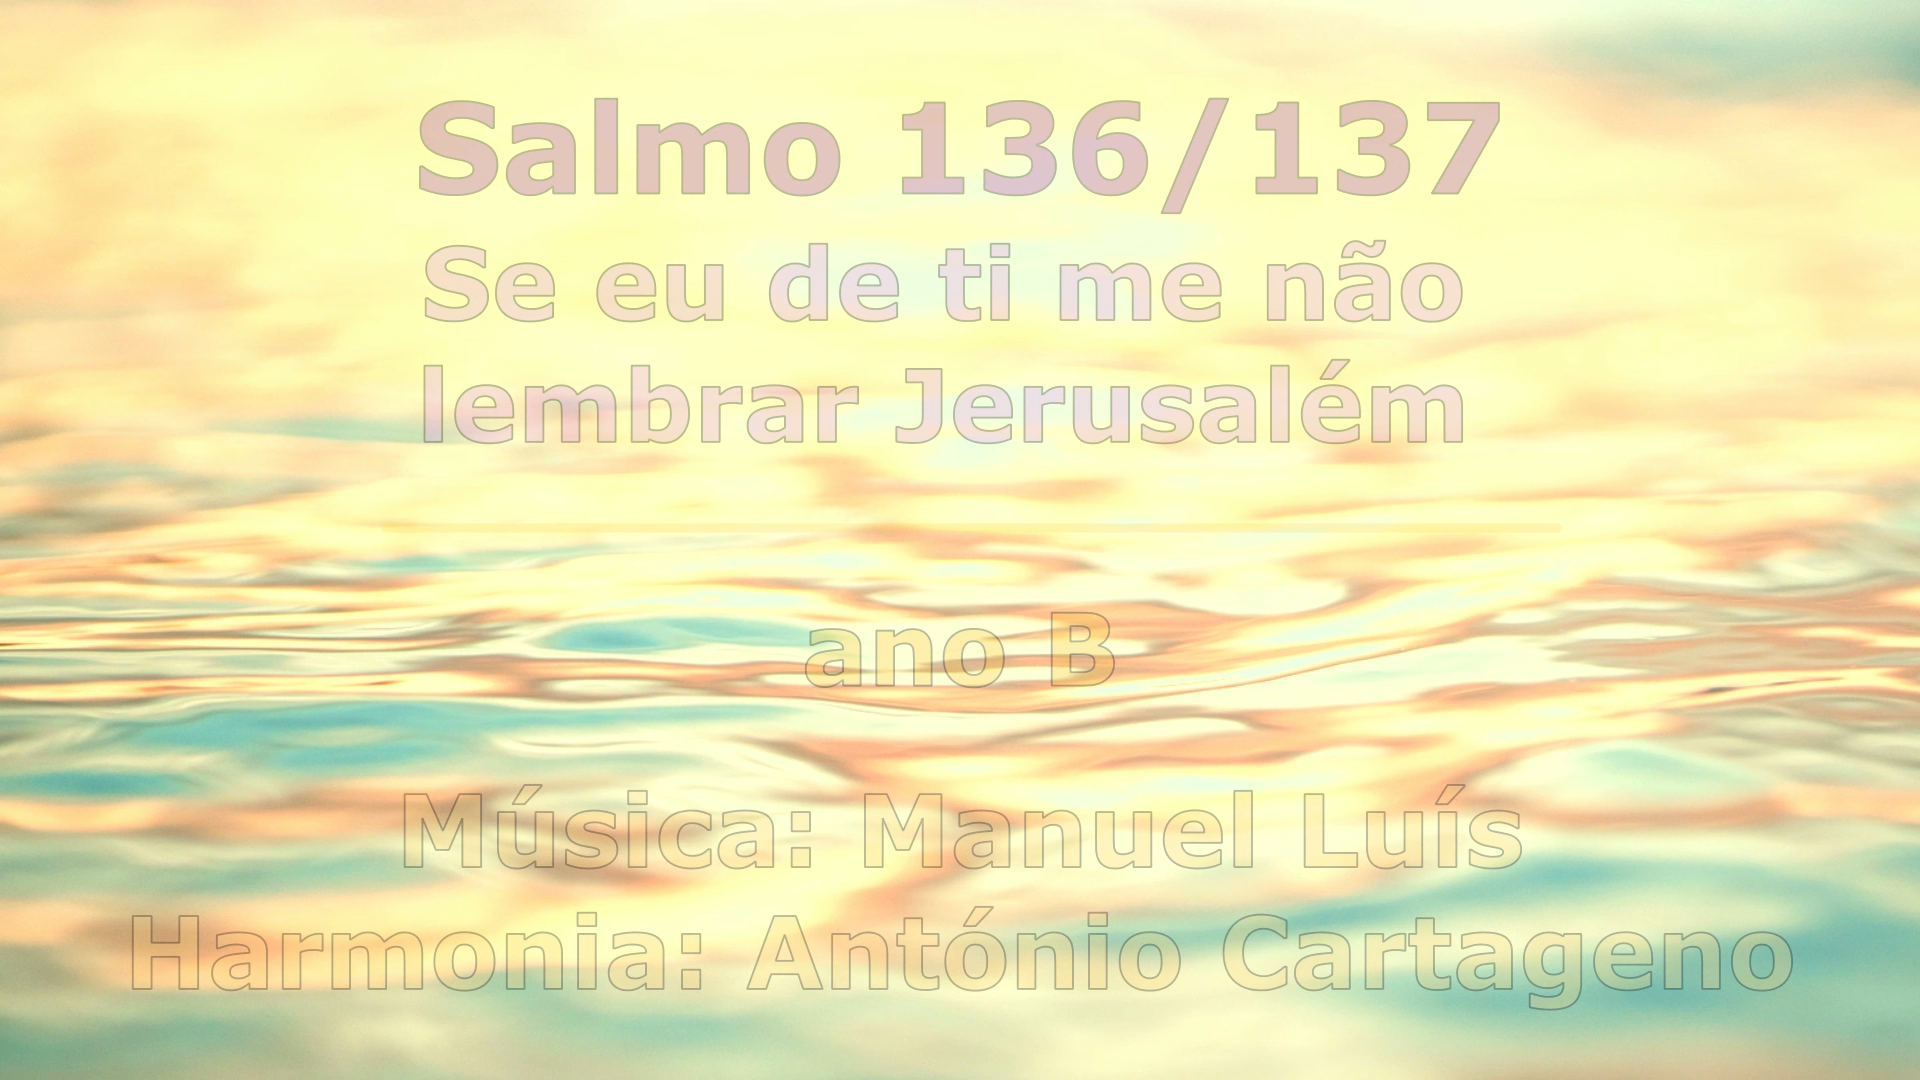 Salmo 136/137
Se eu de ti me não
lembrar Jerusalém
ano B
Música: Manuel Luís
Harmonia: António Cartageno